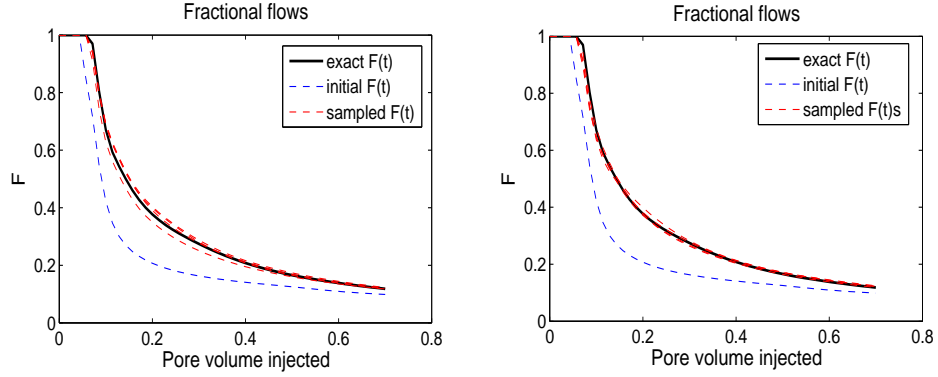 Fractional flows
1
0.8
0.6
0.4
0.2
0
F
0
0.2
0.4
0.6
0.8
Pore volume injected
exact F(t)
initial F(t)
sampled F(t)
Fractional flows
1
0.8
0.6
0.4
0.2
0
F
0
0.2
0.4
0.6
0.8
Pore volume injected
exact F(t)
initial F(t)
sampled F(t)s